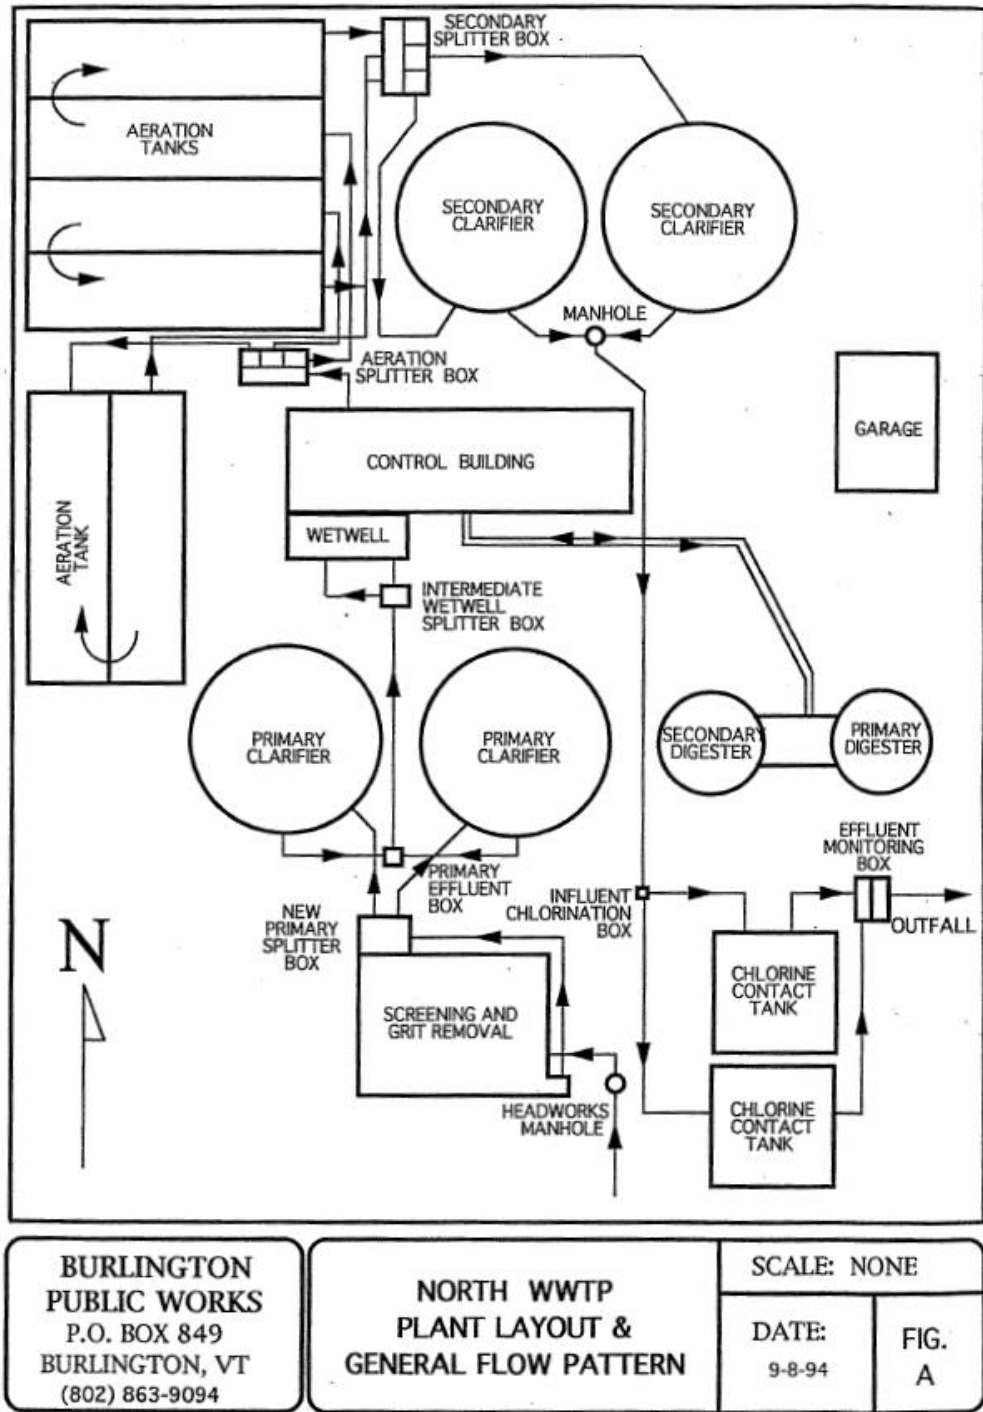 SECONDARY
SPLITTER BOX
AERATION
TANKS
SECONDARY
CLARIFIER
SECONDARY
CLARIFIER
MANHOLE
AERATION
SPLITTER BOX
GARAGE
CONTROL BUILDING
WETWELL
AERATION
TANK
INTERMEDIATE
WETWELL
SPLITTER BOX
PRIMARY
CLARIFIER
PRIMARY
CLARIFIER
SECONDARY
DIGESTER
PRIMARY
DIGESTER
EFFLUENT
MONITORING
BOX
PRIMARY
EFFLUENT
BOX
INFLUENT
CHLORINATION
BOX
OUTFALL
NEW
PRIMARY
SPLITTER
BOX
N
CHLORINE
CONTACT
TANK
SCREENING AND
GRIT REMOVAL
HEADWORKS
MANHOLE
CHLORINE
CONTACT
TANK
BURLINGTON
PUBLIC WORKS
P.O. BOX 849
BURLINGTON, VT
(802) 863-9094
NORTH WWTP
PLANT LAYOUT &
GENERAL FLOW PATTERN
SCALE: NONE
DATE:
9-8-94
FIG.
A